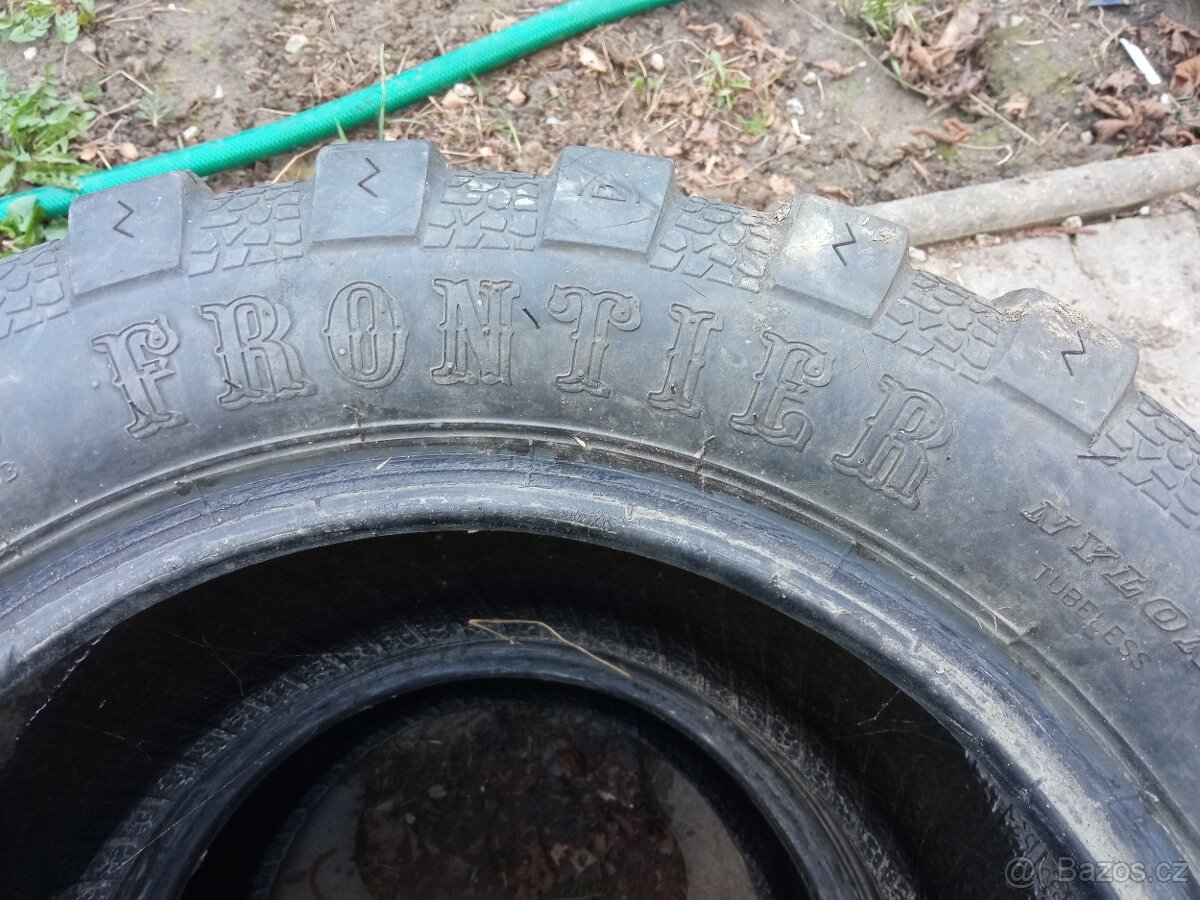 FRONTIER
NYLON
TUBELESS
@ Bazos.cz